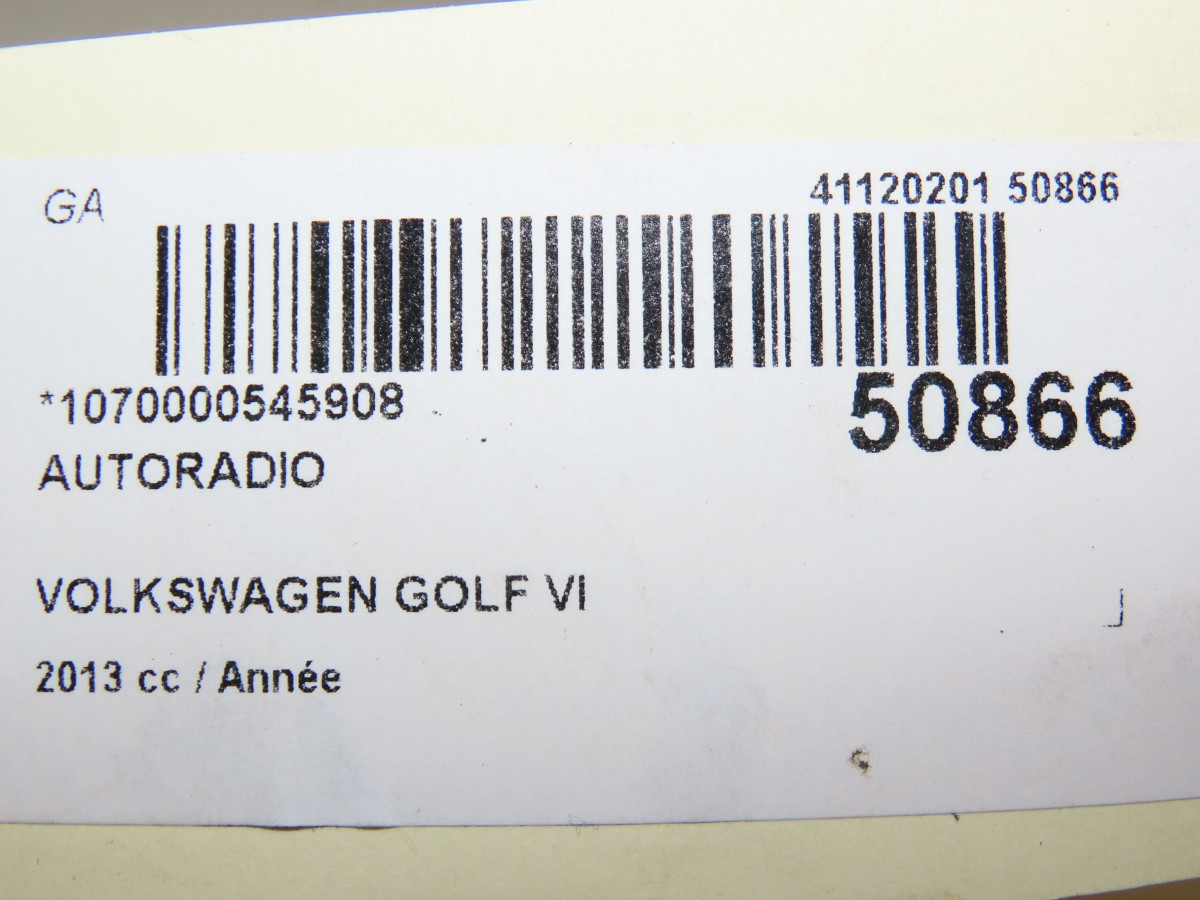 GA
41120201 50866
*1070000545908
50866
AUTORADIO
VOLKSWAGEN GOLF VI
2013 cc / Année